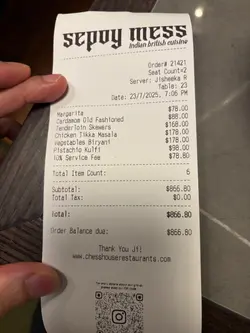 sepoy mess
Indian british cuisine
Order# 21421
Seat Count:2
Server: Jisheeka R
Table: 23
Date: 23/7/2025, 7:06 PM
Margarita $78.00
Cardamom Old Fashioned $88.00
Tenderloin Skewers $168.00
Chicken Tikka Masala $178.00
Vegetables Biryani $178.00
Pistachio Kulfi $98.00
10% Service Fee $78.80
Total Item Count: 6
Subtotal: $866.80
Total Tax: $0.00
Total: $866.80
Order Balance due: $866.80
Thank You Ji!
www.chesshouserestaurants.com